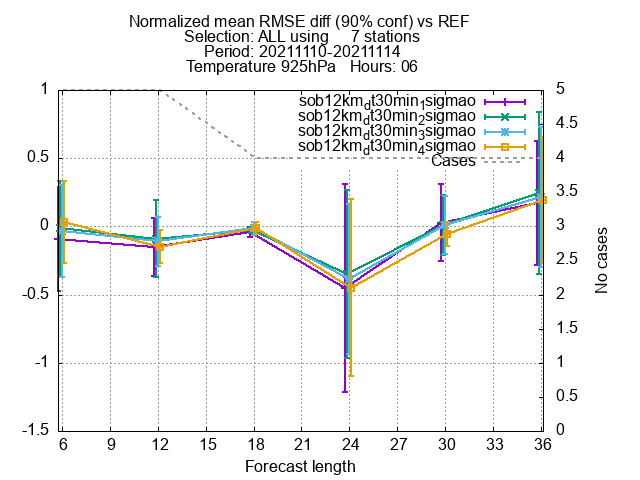 Normalized mean RMSE diff (90% conf) vs REF
Selection: ALL using 7 stations
Period: 20211110-20211114
Temperature 925hPa Hours: 06
sob12km_dt30min_1sigmao
sob12km_dt30min_2sigmao
sob12km_dt30min_3sigmao
sob12km_dt30min_4sigmao
Cases
1
0.5
0
-0.5
-1
-1.5
5
4.5
4
3.5
3
2.5
2
1.5
1
0.5
0
No cases
6 9 12 15 18 21 24 27 30 33 36
Forecast length